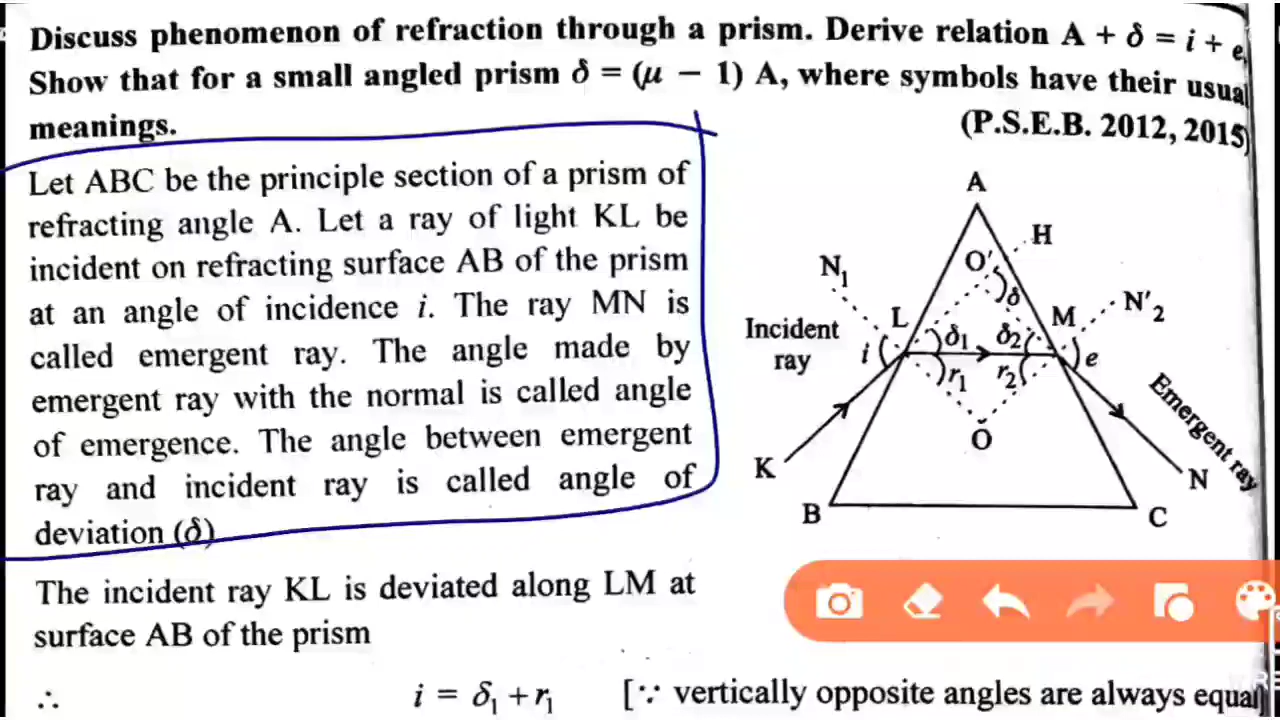 Discuss phenomenon of refraction through a prism. Derive relation A + δ = i + e.
Show that for a small angled prism δ = (μ − 1) A, where symbols have their usual
meanings.
(P.S.E.B. 2012, 2015)
Let ABC be the principle section of a prism of
refracting angle A. Let a ray of light KL be
incident on refracting surface AB of the prism
at an angle of incidence i. The ray MN is
called emergent ray. The angle made by
emergent ray with the normal is called angle
of emergence. The angle between emergent
ray and incident ray is called angle of
deviation (δ)
The incident ray KL is deviated along LM at
surface AB of the prism
∴ i = δ₁ + r₁ [∵ vertically opposite angles are always equal]
A
H
O′
N₁
δ
L
M
N′₂
Incident
ray
i
δ₁
δ₂
e
r₁
r₂
Emergent ray
O
K
N
B
C